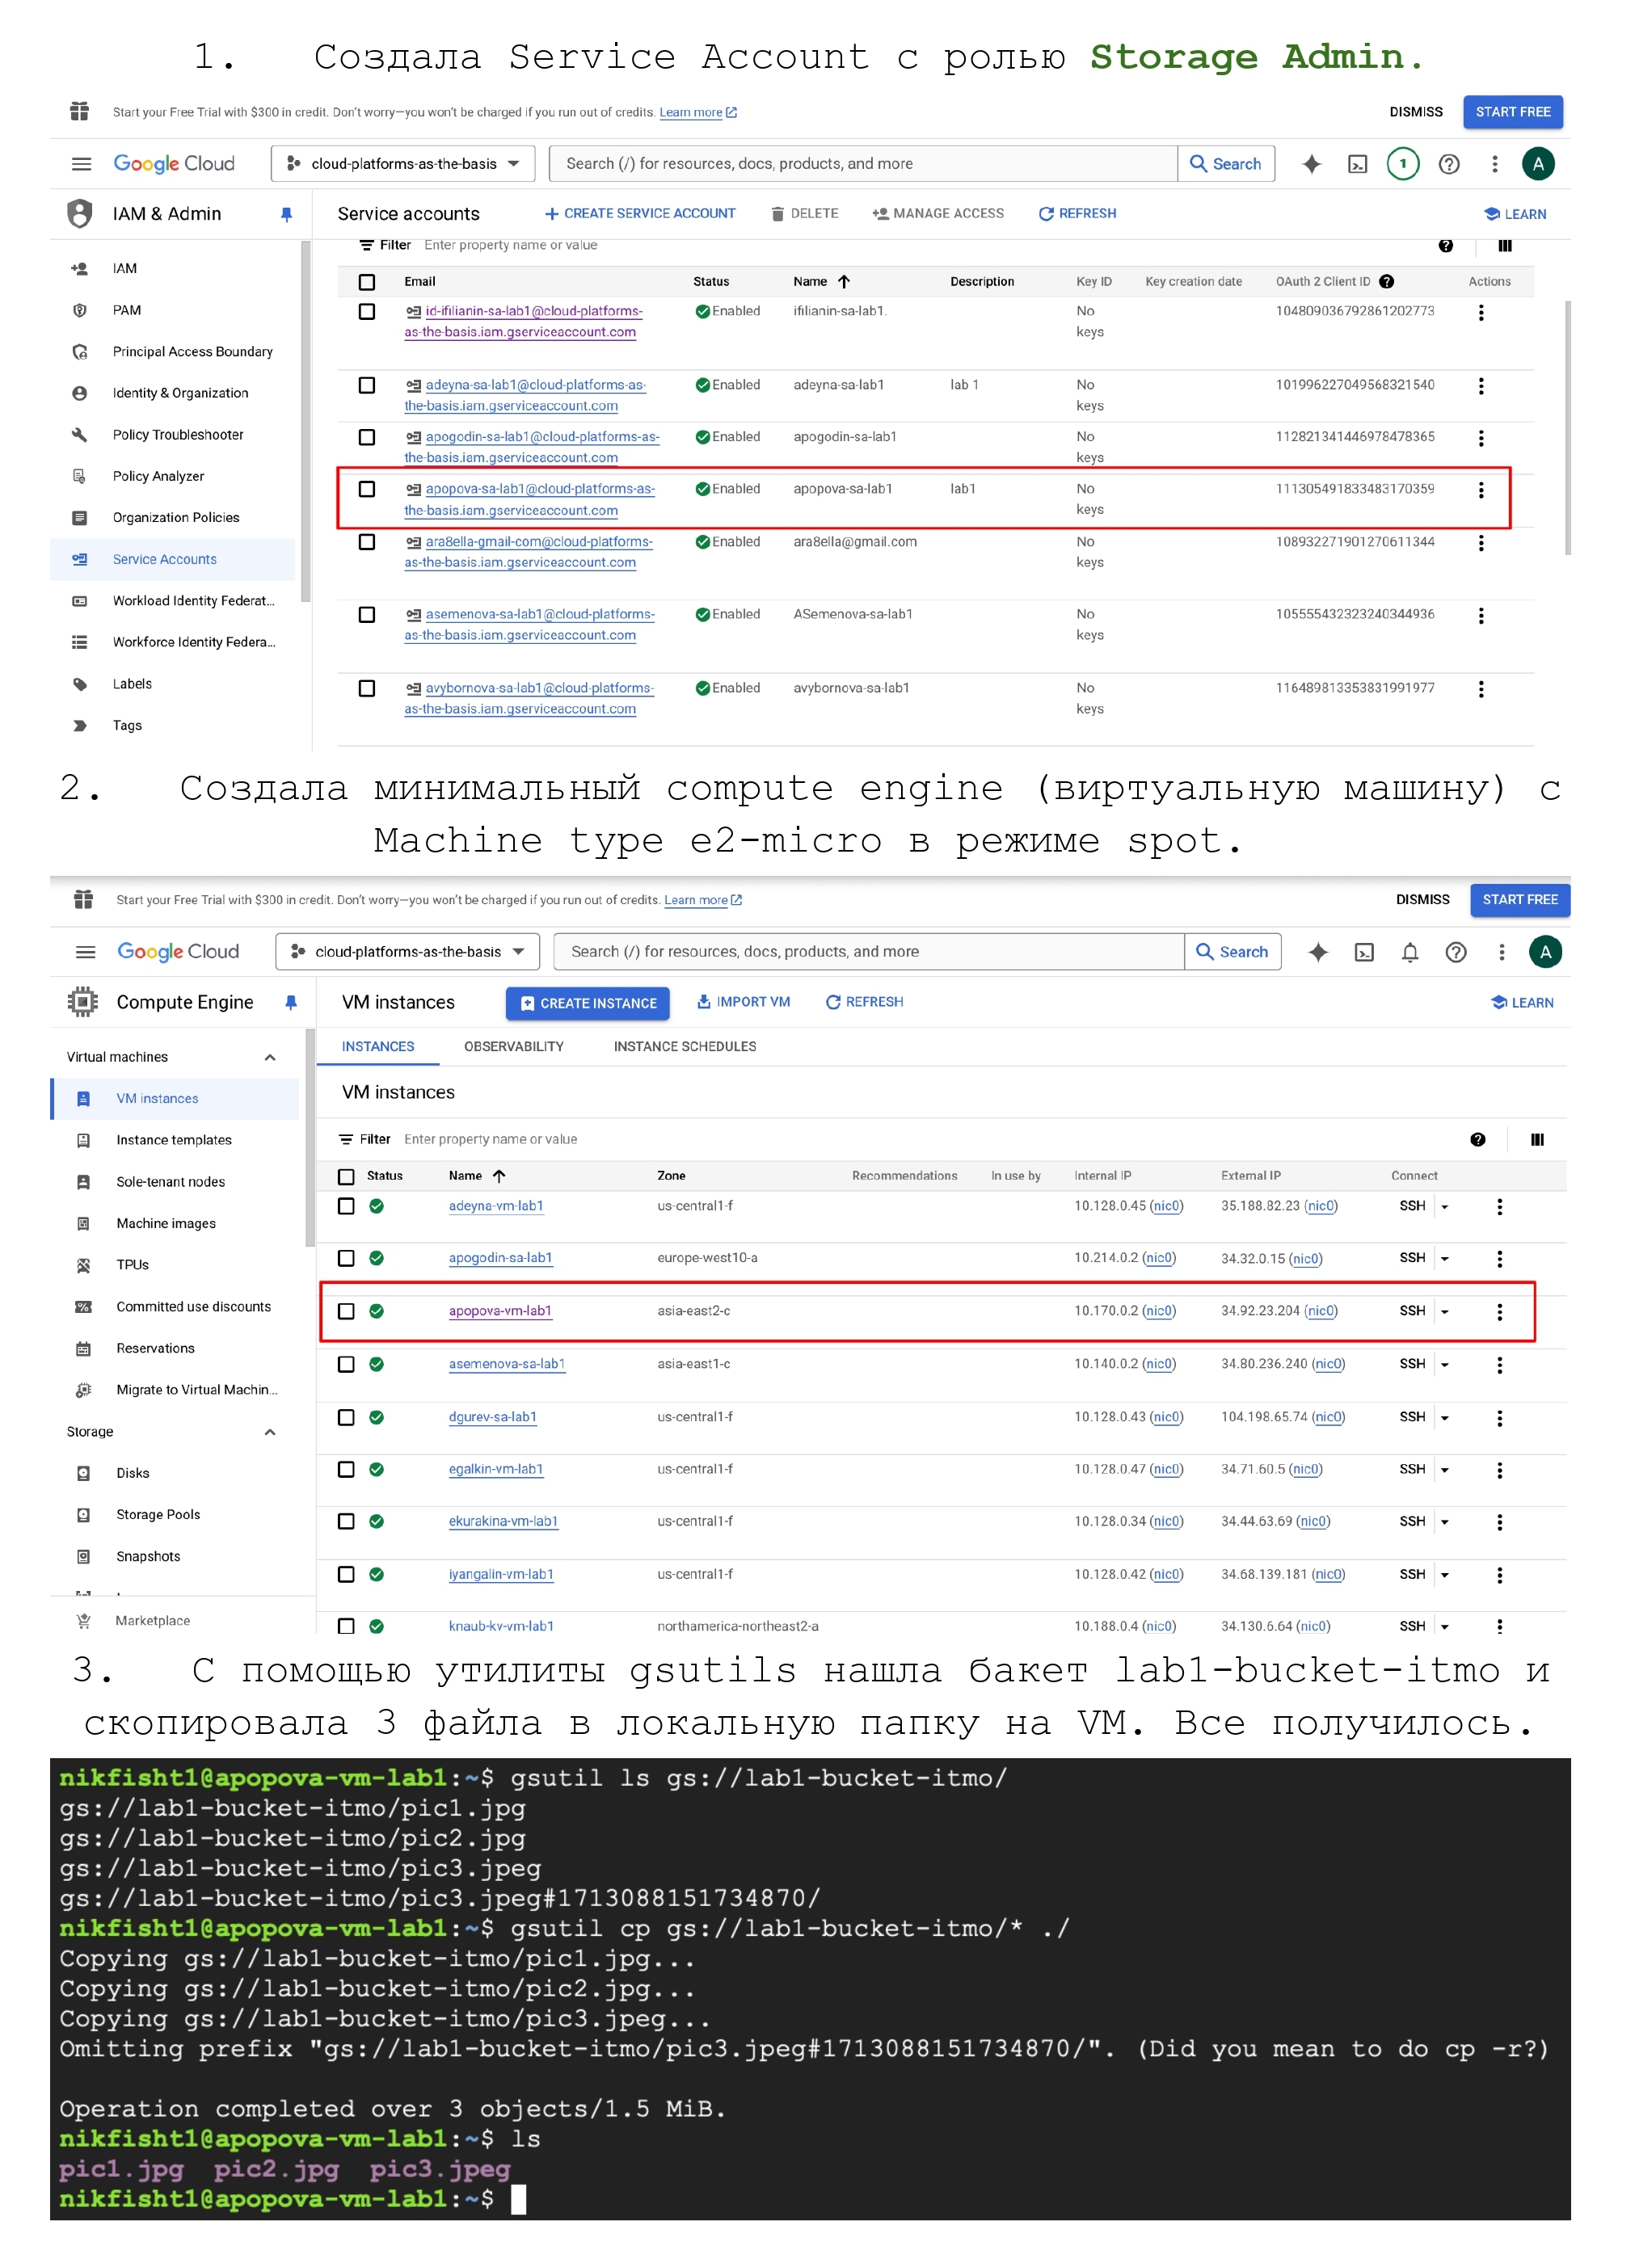 1. Создала Service Account с ролью Storage Admin.
Start your Free Trial with $300 in credit. Don't worry—you won't be charged if you run out of credits. Learn more
DISMISS
START FREE
Google Cloud
cloud-platforms-as-the-basis
Search (/) for resources, docs, products, and more
Search
1
A
IAM & Admin
Service accounts
CREATE SERVICE ACCOUNT
DELETE
MANAGE ACCESS
REFRESH
LEARN
Filter Enter property name or value
IAM
PAM
Principal Access Boundary
Identity & Organization
Policy Troubleshooter
Policy Analyzer
Organization Policies
Service Accounts
Workload Identity Federat...
Workforce Identity Federa...
Labels
Tags
Email Status Name Description Key ID Key creation date OAuth 2 Client ID Actions
id-ifilianin-sa-lab1@cloud-platforms- Enabled ifilianin-sa-lab1. No 104809036792861202773
as-the-basis.iam.gserviceaccount.com keys
adeyna-sa-lab1@cloud-platforms-as- Enabled adeyna-sa-lab1 lab 1 No 101996227049568321540
the-basis.iam.gserviceaccount.com keys
apogodin-sa-lab1@cloud-platforms-as- Enabled apogodin-sa-lab1 No 112821341446978478365
the-basis.iam.gserviceaccount.com keys
apopova-sa-lab1@cloud-platforms-as- Enabled apopova-sa-lab1 lab1 No 111305491833483170359
the-basis.iam.gserviceaccount.com keys
ara8ella-gmail-com@cloud-platforms- Enabled ara8ella@gmail.com No 108932271901270611344
as-the-basis.iam.gserviceaccount.com keys
asemenova-sa-lab1@cloud-platforms- Enabled ASemenova-sa-lab1 No 105555432323240344936
as-the-basis.iam.gserviceaccount.com keys
avybornova-sa-lab1@cloud-platforms- Enabled avybornova-sa-lab1 No 116489813353831991977
as-the-basis.iam.gserviceaccount.com keys
2. Создала минимальный compute engine (виртуальную машину) с
Machine type e2-micro в режиме spot.
Start your Free Trial with $300 in credit. Don't worry—you won't be charged if you run out of credits. Learn more
DISMISS
START FREE
Google Cloud
cloud-platforms-as-the-basis
Search (/) for resources, docs, products, and more
Search
A
Compute Engine
VM instances
CREATE INSTANCE
IMPORT VM
REFRESH
LEARN
Virtual machines
VM instances
Instance templates
Sole-tenant nodes
Machine images
TPUs
Committed use discounts
Reservations
Migrate to Virtual Machin...
Storage
Disks
Storage Pools
Snapshots
Marketplace
INSTANCES OBSERVABILITY INSTANCE SCHEDULES
VM instances
Filter Enter property name or value
Status Name Zone Recommendations In use by Internal IP External IP Connect
adeyna-vm-lab1 us-central1-f 10.128.0.45 (nic0) 35.188.82.23 (nic0) SSH
apogodin-sa-lab1 europe-west10-a 10.214.0.2 (nic0) 34.32.0.15 (nic0) SSH
apopova-vm-lab1 asia-east2-c 10.170.0.2 (nic0) 34.92.23.204 (nic0) SSH
asemenova-sa-lab1 asia-east1-c 10.140.0.2 (nic0) 34.80.236.240 (nic0) SSH
dgurev-sa-lab1 us-central1-f 10.128.0.43 (nic0) 104.198.65.74 (nic0) SSH
egalkin-vm-lab1 us-central1-f 10.128.0.47 (nic0) 34.71.60.5 (nic0) SSH
ekurakina-vm-lab1 us-central1-f 10.128.0.34 (nic0) 34.44.63.69 (nic0) SSH
iyangalin-vm-lab1 us-central1-f 10.128.0.42 (nic0) 34.68.139.181 (nic0) SSH
knaub-kv-vm-lab1 northamerica-northeast2-a 10.188.0.4 (nic0) 34.130.6.64 (nic0) SSH
3. С помощью утилиты gsutils нашла бакет lab1-bucket-itmo и
скопировала 3 файла в локальную папку на VM. Все получилось.
nikfisht1@apopova-vm-lab1:~$ gsutil ls gs://lab1-bucket-itmo/
gs://lab1-bucket-itmo/pic1.jpg
gs://lab1-bucket-itmo/pic2.jpg
gs://lab1-bucket-itmo/pic3.jpeg
gs://lab1-bucket-itmo/pic3.jpeg#1713088151734870/
nikfisht1@apopova-vm-lab1:~$ gsutil cp gs://lab1-bucket-itmo/* ./
Copying gs://lab1-bucket-itmo/pic1.jpg...
Copying gs://lab1-bucket-itmo/pic2.jpg...
Copying gs://lab1-bucket-itmo/pic3.jpeg...
Omitting prefix "gs://lab1-bucket-itmo/pic3.jpeg#1713088151734870/". (Did you mean to do cp -r?)
Operation completed over 3 objects/1.5 MiB.
nikfisht1@apopova-vm-lab1:~$ ls
pic1.jpg pic2.jpg pic3.jpeg
nikfisht1@apopova-vm-lab1:~$